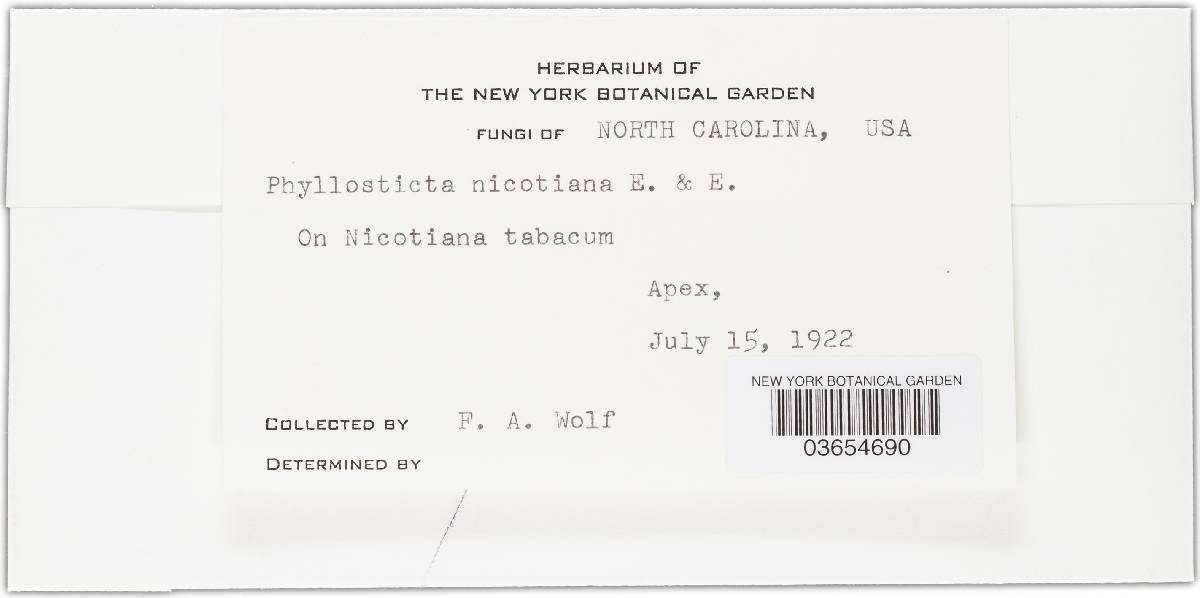 HERBARIUM OF
THE NEW YORK BOTANICAL GARDEN
FUNGI OF NORTH CAROLINA, USA
Phyllosticta nicotiana E. & E.
On Nicotiana tabacum
Apex,
July 15, 1922
NEW YORK BOTANICAL GARDEN
03654690
COLLECTED BY F. A. Wolf
DETERMINED BY